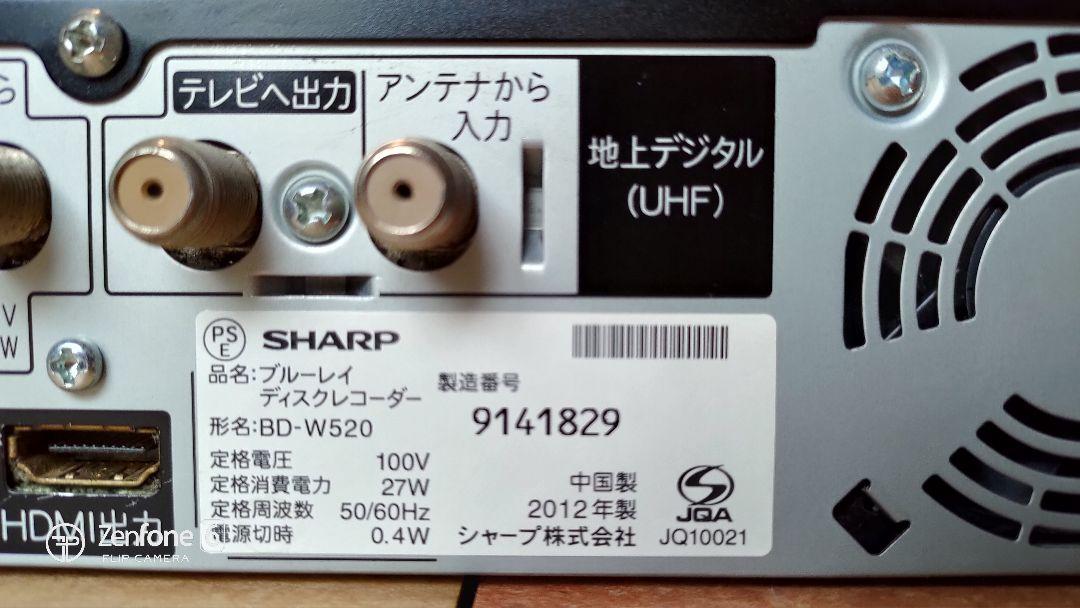 ら
テレビへ出力
アンテナから
入力
地上デジタル
(UHF)
V
W
PS
E
SHARP
品名:ブルーレイ
ディスクレコーダー
製造番号
9141829
形名:BD-W520
定格電圧 100V
定格消費電力 27W
定格周波数 50/60Hz
電源切時 0.4W
中国製
2012年製
シャープ株式会社
JQA
JQ10021
HDMI出力
Zenfone 6
FLIP CAMERA